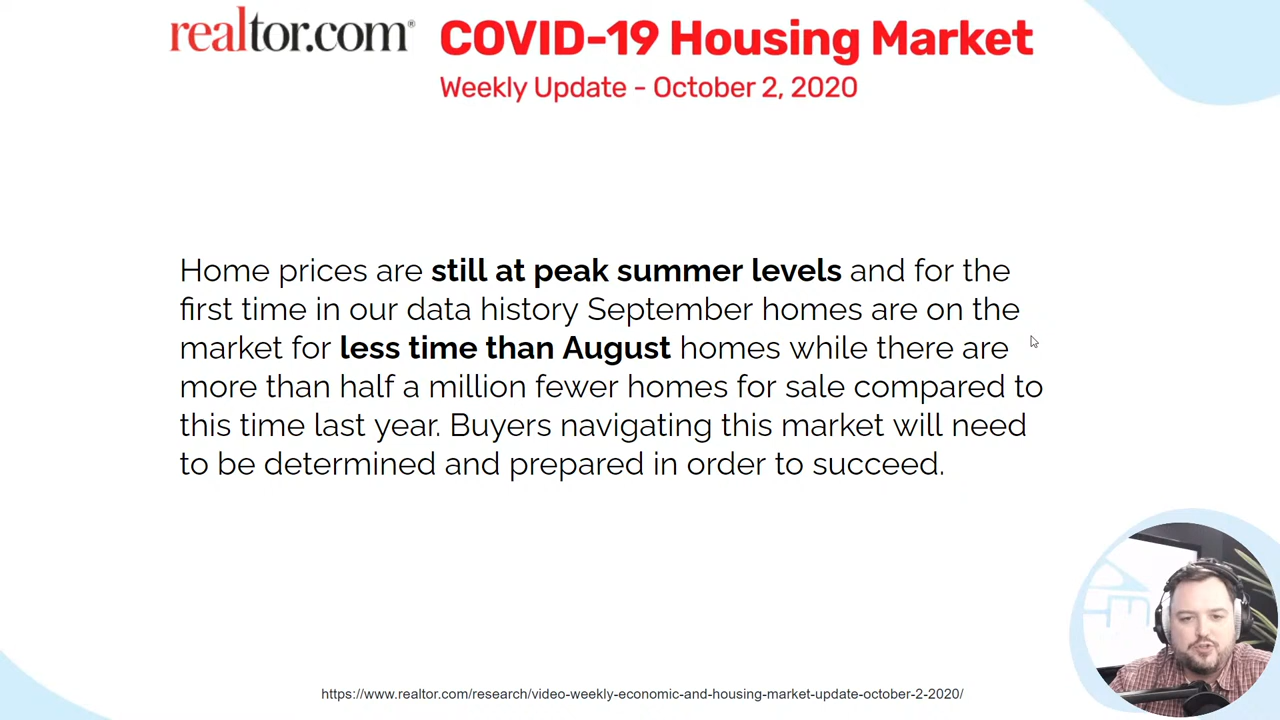 realtor.com®
COVID-19 Housing Market
Weekly Update - October 2, 2020
Home prices are still at peak summer levels and for the
first time in our data history September homes are on the
market for less time than August homes while there are
more than half a million fewer homes for sale compared to
this time last year. Buyers navigating this market will need
to be determined and prepared in order to succeed.
https://www.realtor.com/research/video-weekly-economic-and-housing-market-update-october-2-2020/